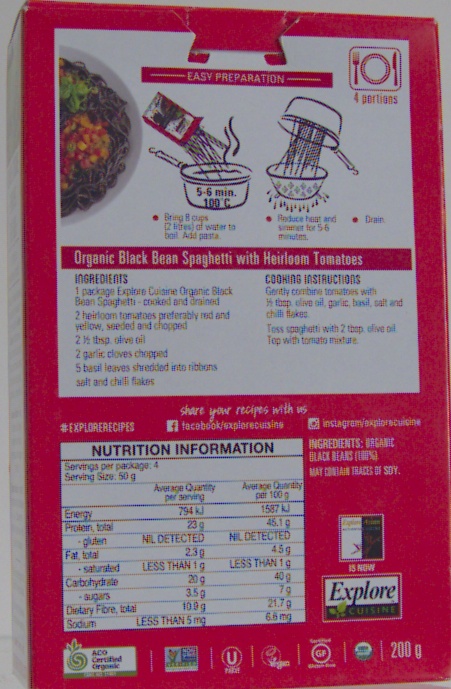 EASY PREPARATION
4 portions
5-6 min.
100°C
Bring 8 cups
(2 litres) of water to
boil. Add pasta.
Reduce heat and
simmer for 5-6
minutes.
Drain.
Organic Black Bean Spaghetti with Heirloom Tomatoes
INGREDIENTS
1 package Explore Cuisine Organic Black
Bean Spaghetti - cooked and drained
2 heirloom tomatoes preferably red and
yellow, seeded and chopped
2 ½ tbsp. olive oil
2 garlic cloves chopped
5 basil leaves shredded into ribbons
salt and chilli flakes
COOKING INSTRUCTIONS
Gently combine tomatoes with
½ tbsp. olive oil, garlic, basil, salt and
chilli flakes.
Toss spaghetti with 2 tbsp. olive oil.
Top with tomato mixture.
share your recipes with us
#EXPLORERECIPES
facebook/explorecuisine
instagram/explorecuisine
NUTRITION INFORMATION
Servings per package: 4
Serving Size: 50 g
Average Quantity per serving
Average Quantity per 100 g
Energy 794 kJ 1587 kJ
Protein, total 23 g 45.1 g
- gluten NIL DETECTED NIL DETECTED
Fat, total 2.3 g 4.5 g
- saturated LESS THAN 1 g LESS THAN 1 g
Carbohydrate 20 g 40 g
- sugars 3.5 g 7 g
Dietary Fibre, total 10.9 g 21.7 g
Sodium LESS THAN 5 mg 6.6 mg
INGREDIENTS: ORGANIC
BLACK BEANS (100%)
MAY CONTAIN TRACES OF SOY.
IS NOW
Explore
CUISINE
ACO
Certified
Organic
U
Vegan
Certified
GF
Gluten-Free
200 g